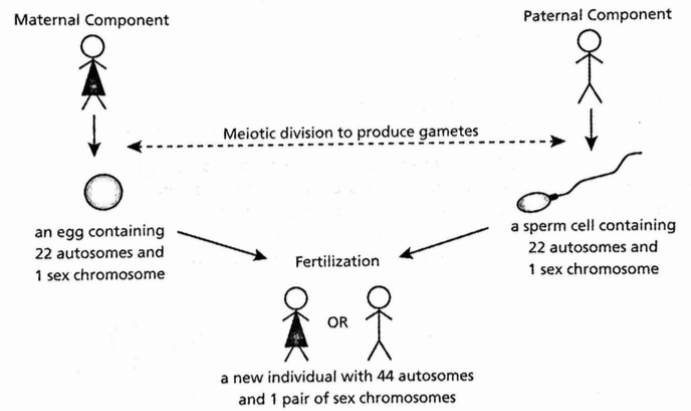 Maternal Component
Paternal Component
Meiotic division to produce gametes
an egg containing
22 autosomes and
1 sex chromosome
a sperm cell containing
22 autosomes and
1 sex chromosome
Fertilization
OR
a new individual with 44 autosomes
and 1 pair of sex chromosomes